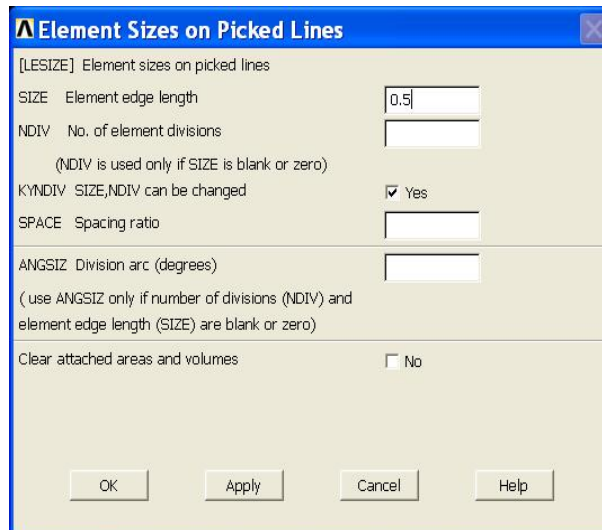 Element Sizes on Picked Lines
[LESIZE] Element sizes on picked lines
SIZE Element edge length 0.5
NDIV No. of element divisions
(NDIV is used only if SIZE is blank or zero)
KYNDIV SIZE,NDIV can be changed Yes
SPACE Spacing ratio
ANGSIZ Division arc (degrees)
( use ANGSIZ only if number of divisions (NDIV) and
element edge length (SIZE) are blank or zero)
Clear attached areas and volumes No
OK Apply Cancel Help